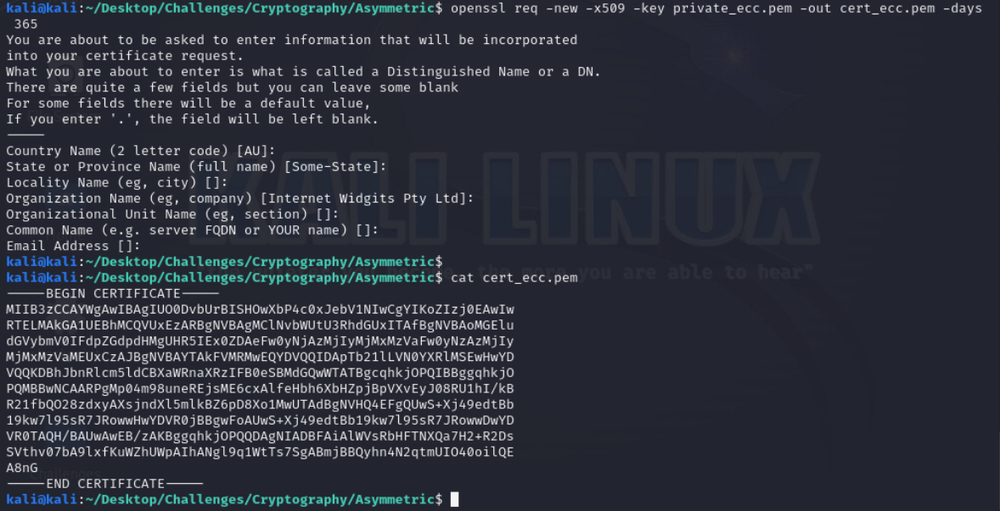 kali@kali:~/Desktop/Challenges/Cryptography/Asymmetric$ openssl req -new -x509 -key private_ecc.pem -out cert_ecc.pem -days
365
You are about to be asked to enter information that will be incorporated
into your certificate request.
What you are about to enter is what is called a Distinguished Name or a DN.
There are quite a few fields but you can leave some blank
For some fields there will be a default value,
If you enter '.', the field will be left blank.
-----
Country Name (2 letter code) [AU]:
State or Province Name (full name) [Some-State]:
Locality Name (eg, city) []:
Organization Name (eg, company) [Internet Widgits Pty Ltd]:
Organizational Unit Name (eg, section) []:
Common Name (e.g. server FQDN or YOUR name) []:
Email Address []:
kali@kali:~/Desktop/Challenges/Cryptography/Asymmetric$
kali@kali:~/Desktop/Challenges/Cryptography/Asymmetric$ cat cert_ecc.pem
-----BEGIN CERTIFICATE-----
MIIB3zCCAYWgAwIBAgIUO0DvbUrBISHOwXbP4c0xJebV1NIwCgYIKoZIzj0EAwIw
RTELMAkGA1UEBhMCQVUxEzARBgNVBAgMClNvbWUtU3RhdGUxITAfBgNVBAoMGElu
dGVybmV0IFdpZGdpdHMgUHR5IEx0ZDAeFw0yNjAzMjIyMjMxMzVaFw0yNzAzMjIy
MjMxMzVaMEUxCzAJBgNVBAYTAkFVMRMwEQYDVQQIDApTb21lLVN0YXRlMSEwHwYD
VQQKDBhJbnRlcm5ldCBXaWRnaXRzIFB0eSBMdGQwWTATBgcqhkjOPQIBBggqhkjO
PQMBBwNCAARPgMp04m98uneREjsME6cxAlfeHbh6XbHZpjBpVXvEyJ08RU1hI/kB
R21fbQO28zdxyAXsjndXl5mlkBZ6pD8Xo1MwUTAdBgNVHQ4EFgQUwS+Xj49edtBb
19kw7l95sR7JRowwHwYDVR0jBBgwFoAUwS+Xj49edtBb19kw7l95sR7JRowwDwYD
VR0TAQH/BAUwAwEB/zAKBggqhkjOPQQDAgNIADBFAiAlWVsRbHFTNXQa7H2+R2Ds
SVthv07bA9lxfKuWZhUWpAIhANgl9q1WtTs7SgABmjBBQyhn4N2qtmUIO40oilQE
A8nG
-----END CERTIFICATE-----
kali@kali:~/Desktop/Challenges/Cryptography/Asymmetric$
KALI LINUX
the more you are able to hear"
Challenges